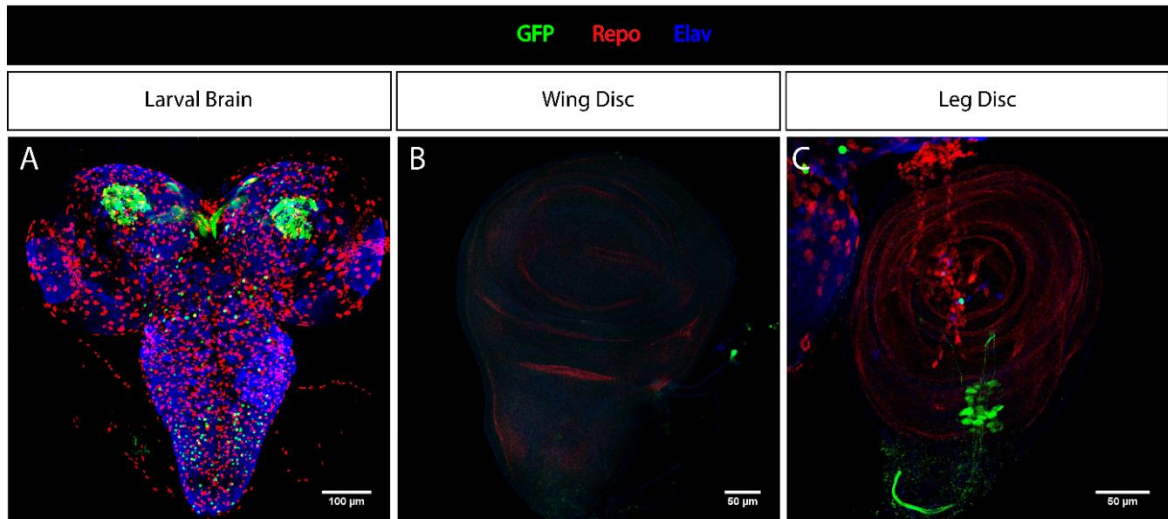 GFP Repo Elav
Larval Brain
Wing Disc
Leg Disc
A
B
C
100 µm
50 µm
50 µm